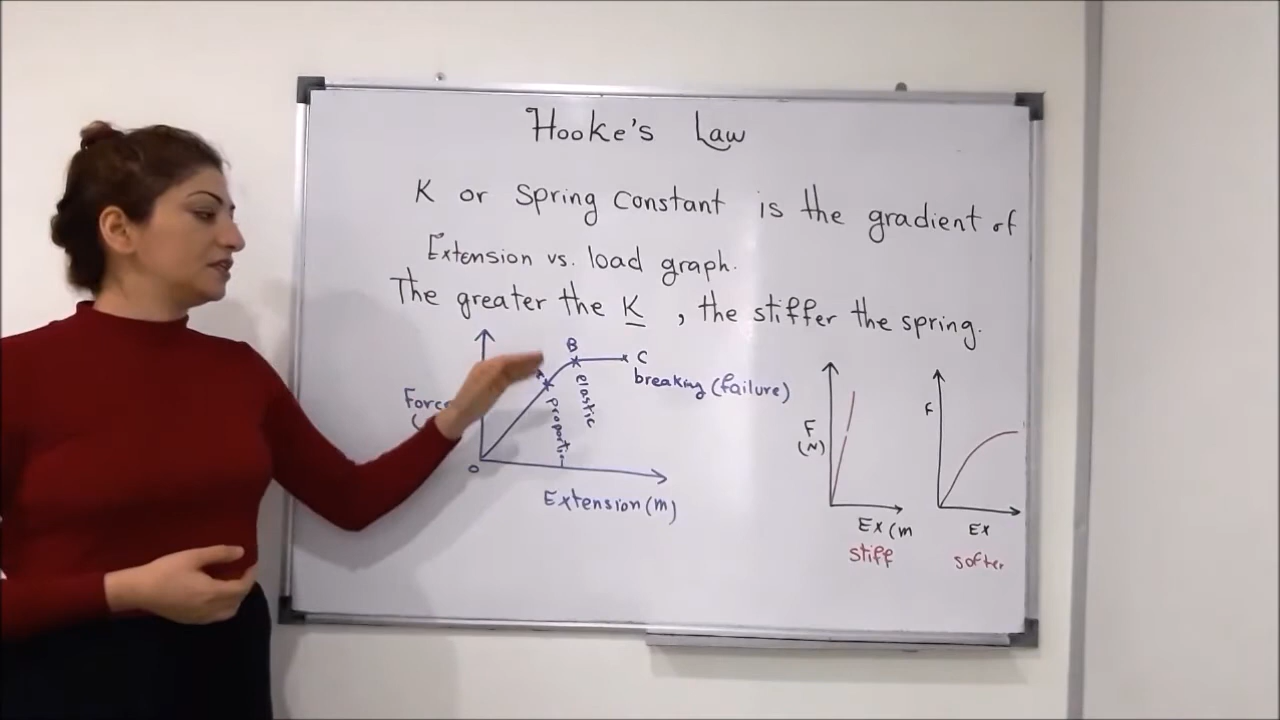 Hooke's Law
K or Spring Constant is the gradient of
Extension vs. load graph.
The greater the K, the stiffer the spring.
B
C
breaking (failure)
elastic
Force
O
Extension (m)
F
(N)
Ex (m
stiff
F
Ex
softer